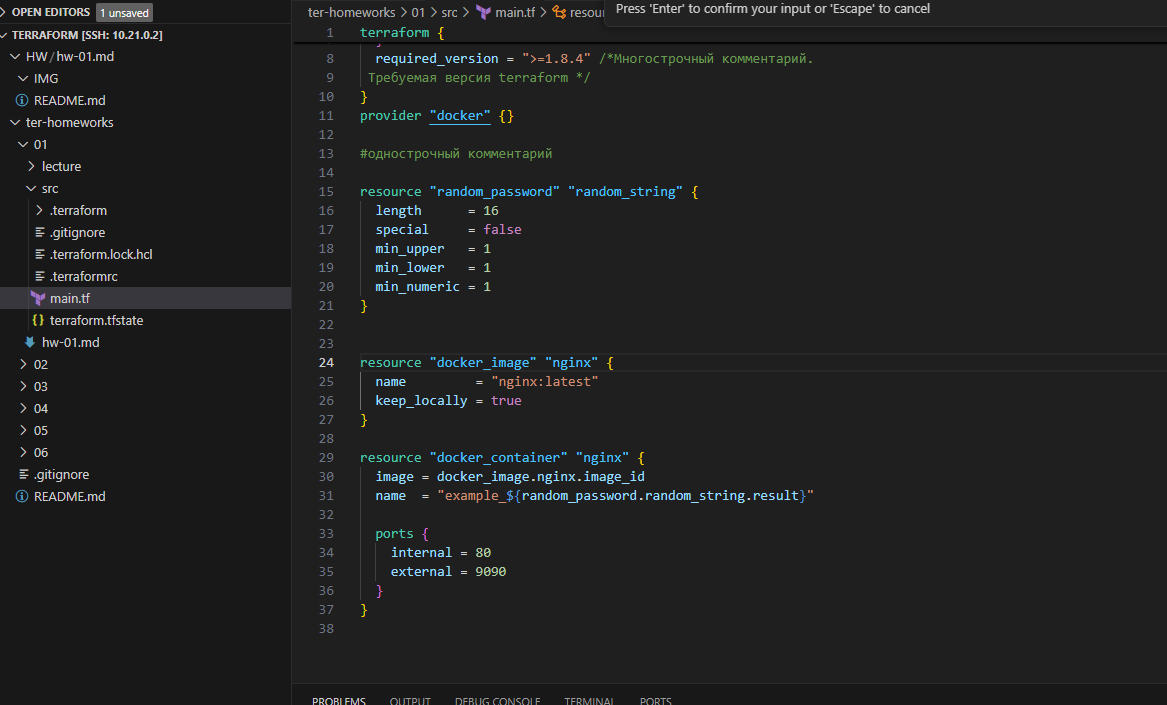 OPEN EDITORS 1 unsaved
TERRAFORM [SSH: 10.21.0.2]
HW / hw-01.md
IMG
README.md
ter-homeworks
01
lecture
src
.terraform
.gitignore
.terraform.lock.hcl
.terraformrc
main.tf
terraform.tfstate
hw-01.md
02
03
04
05
06
.gitignore
README.md
ter-homeworks > 01 > src > main.tf > resour
Press 'Enter' to confirm your input or 'Escape' to cancel
1 terraform {
8 required_version = ">=1.8.4" /*Многострочный комментарий.
9 Требуемая версия terraform */
10 }
11 provider "docker" {}
12
13 #однострочный комментарий
14
15 resource "random_password" "random_string" {
16 length = 16
17 special = false
18 min_upper = 1
19 min_lower = 1
20 min_numeric = 1
21 }
22
23
24 resource "docker_image" "nginx" {
25 name = "nginx:latest"
26 keep_locally = true
27 }
28
29 resource "docker_container" "nginx" {
30 image = docker_image.nginx.image_id
31 name = "example_${random_password.random_string.result}"
32
33 ports {
34 internal = 80
35 external = 9090
36 }
37 }
38
PROBLEMS OUTPUT DEBUG CONSOLE TERMINAL PORTS